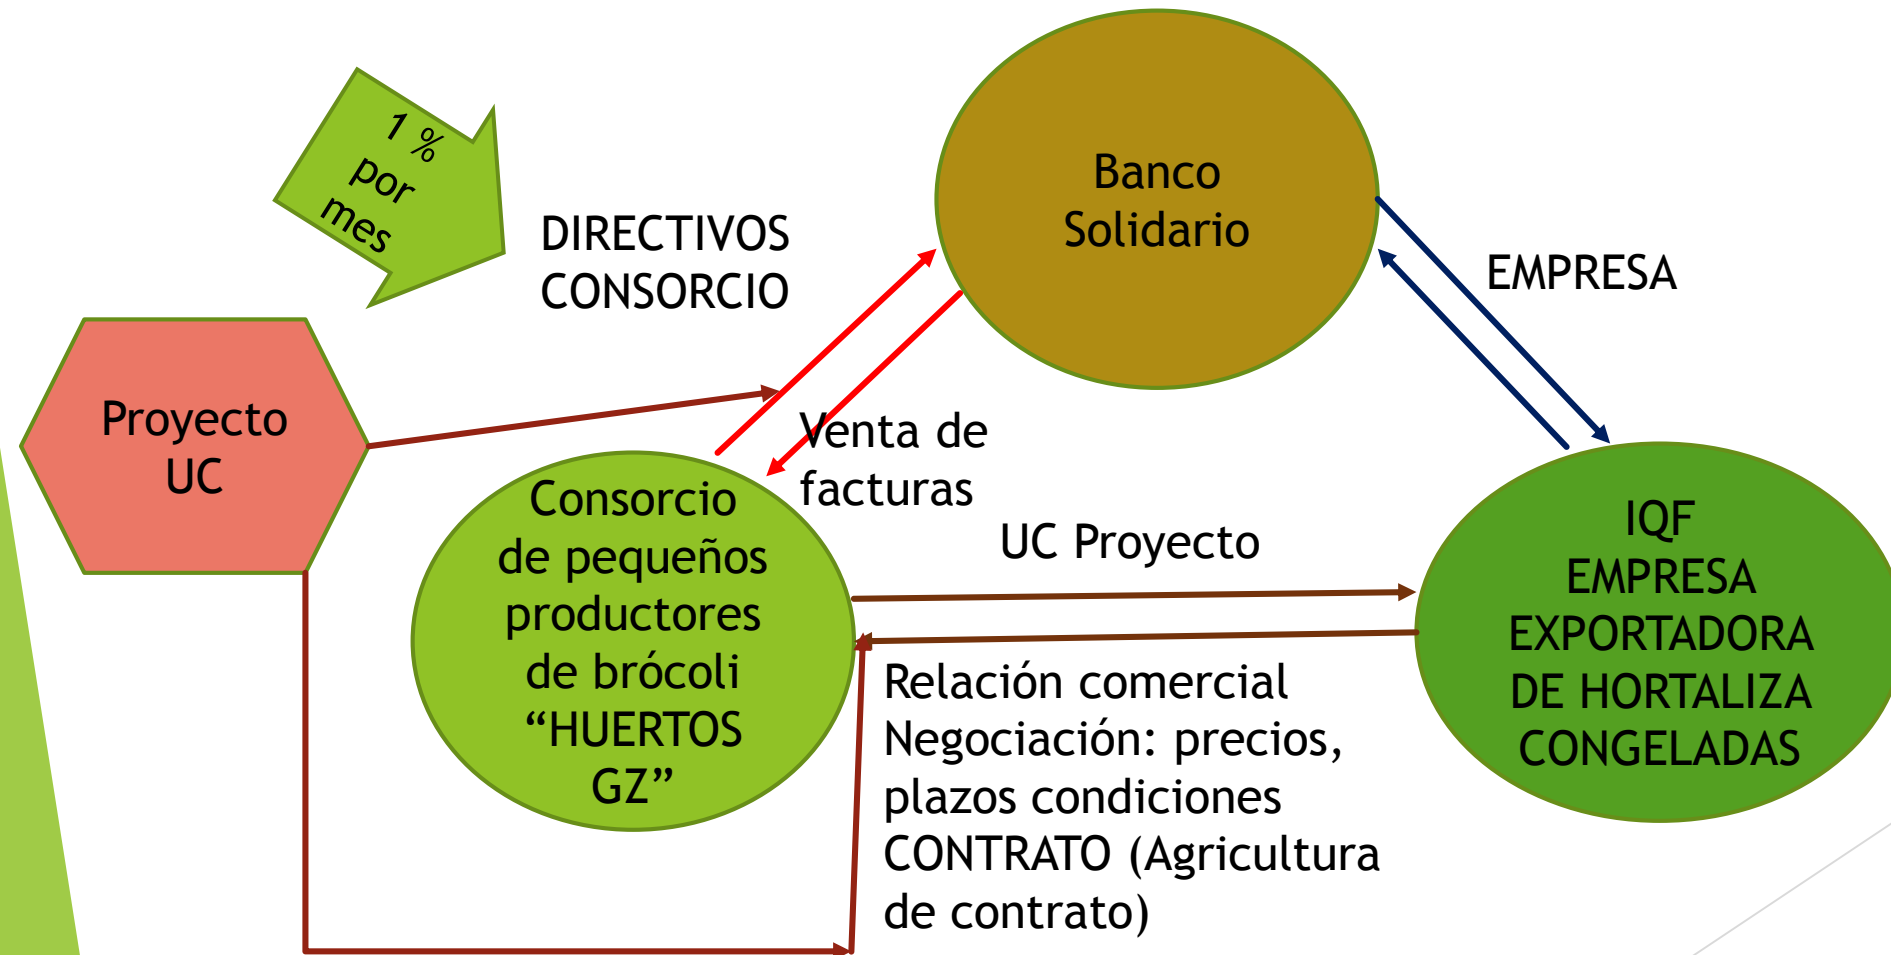 1 %
por
mes
DIRECTIVOS
CONSORCIO
Banco
Solidario
EMPRESA
Proyecto
UC
Venta de
facturas
Consorcio
de pequeños
productores
de brócoli
“HUERTOS
GZ”
UC Proyecto
IQF
EMPRESA
EXPORTADORA
DE HORTALIZA
CONGELADAS
Relación comercial
Negociación: precios,
plazos condiciones
CONTRATO (Agricultura
de contrato)